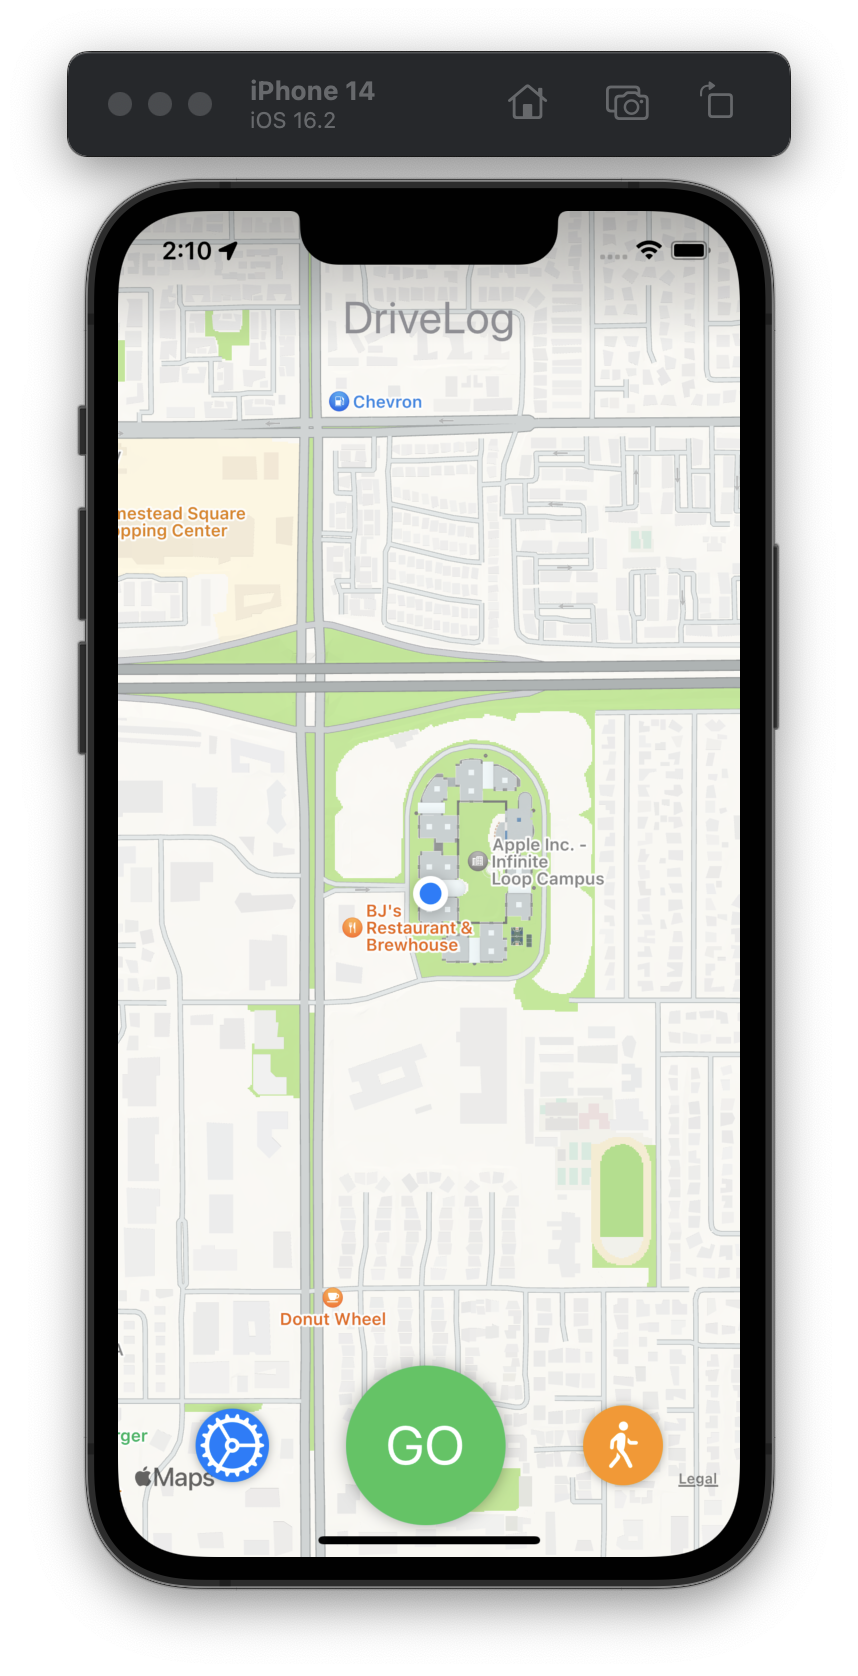 iPhone 14
iOS 16.2
2:10
DriveLog
Chevron
mestead Square
pping Center
Apple Inc. -
Infinite
Loop Campus
BJ's
Restaurant &
Brewhouse
Donut Wheel
A
rger
GO
Maps
Legal